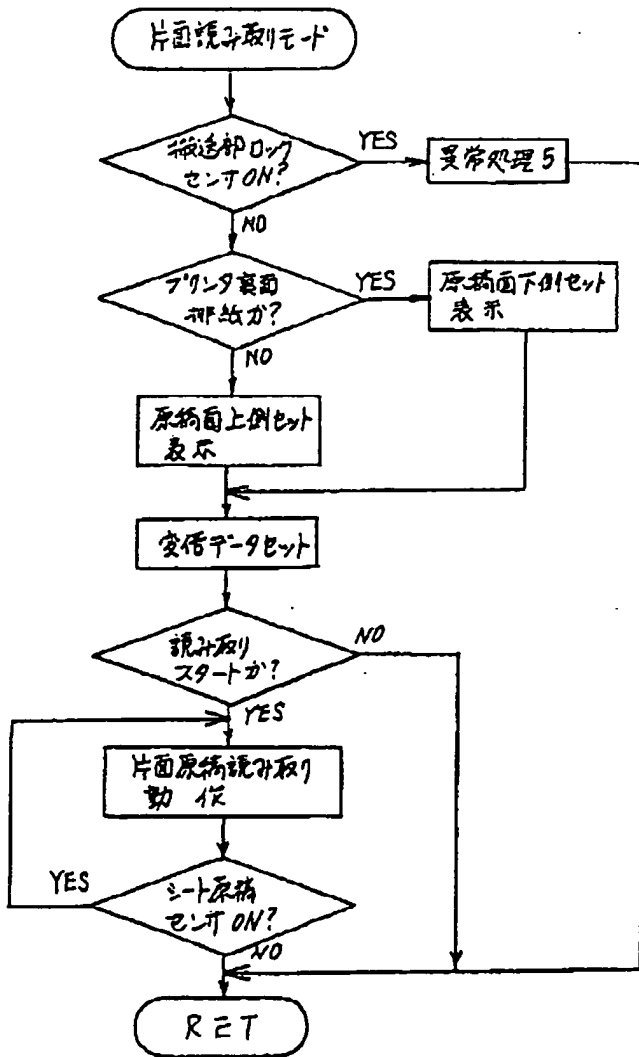 片面読み取りモード
搬送部ロック
センサON?
YES
異常処理5
NO
プリンタ裏面
排紙か?
YES
原稿面下側セット
表示
NO
原稿面上側セット
表示
変倍データセット
読み取り
スタートか?
NO
YES
片面原稿読み取り
動作
YES
シート原稿
センサON?
NO
RET